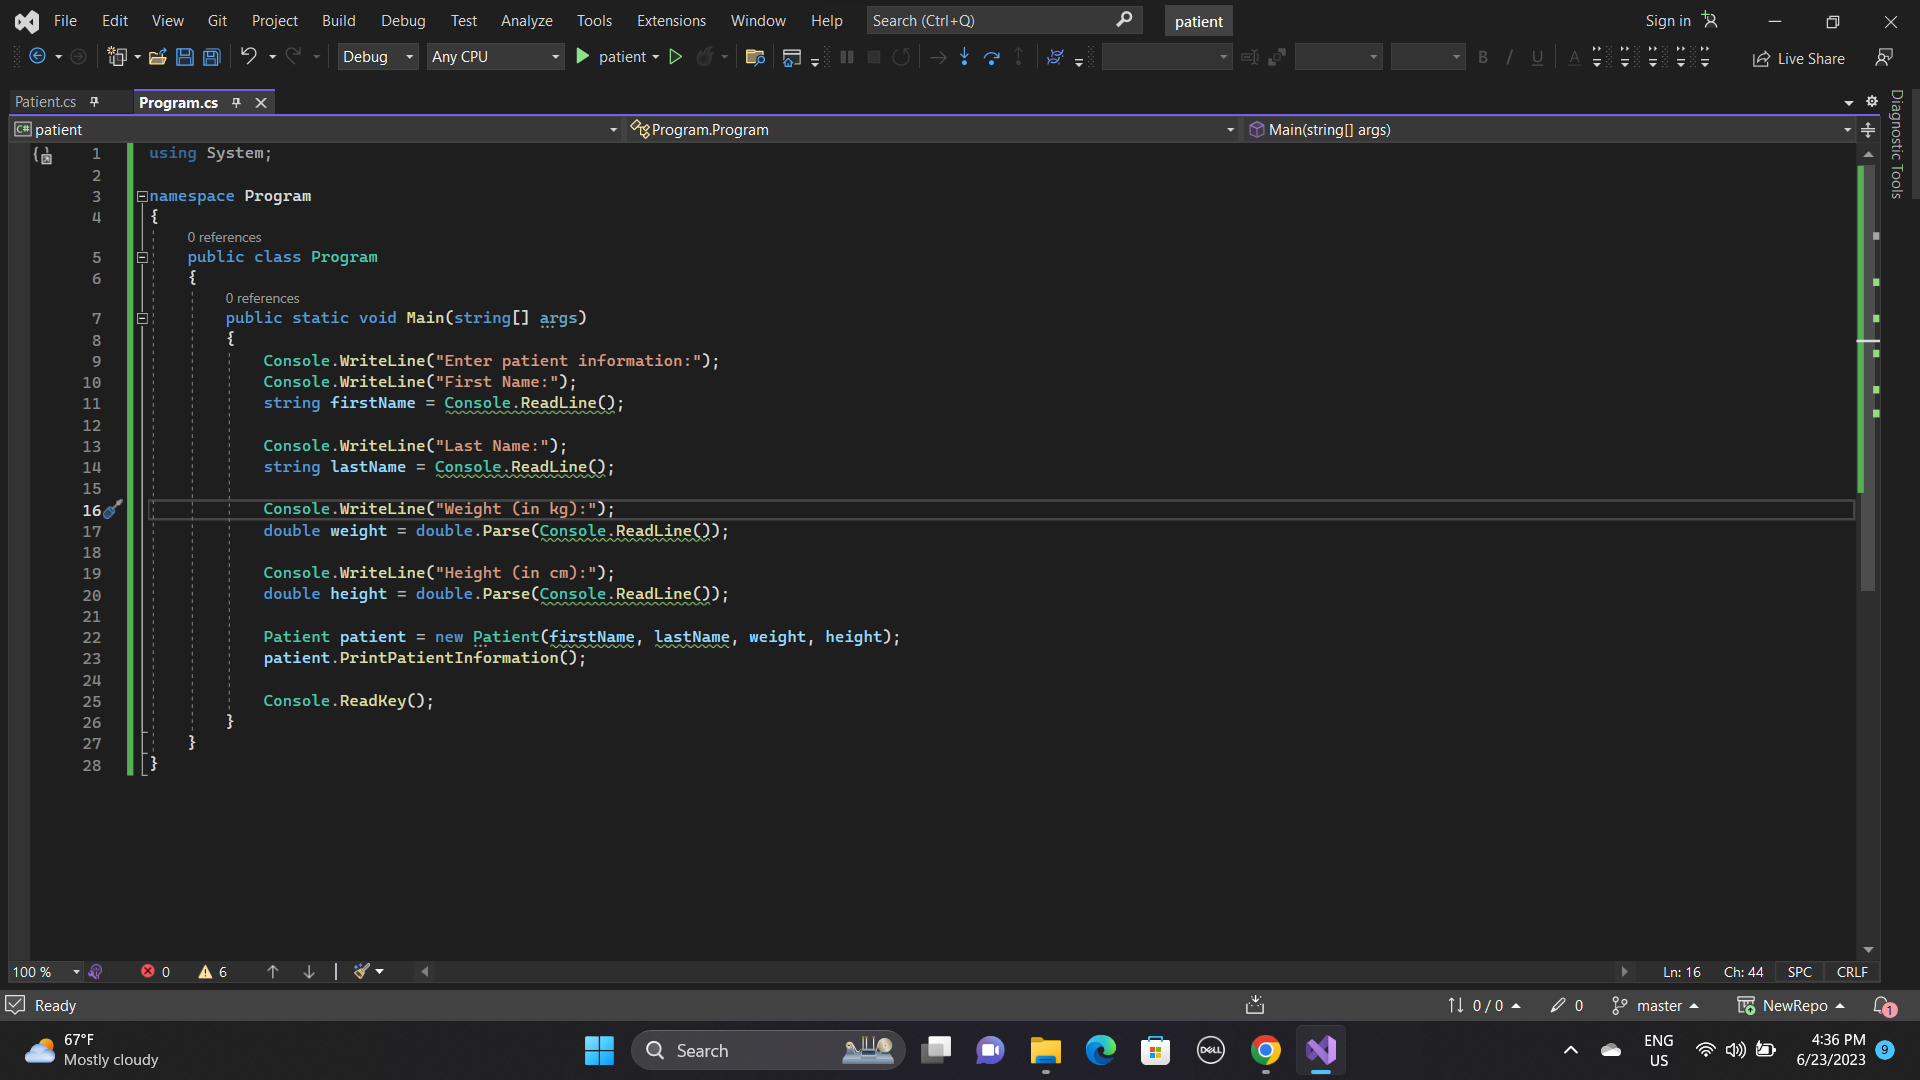 File Edit View Git Project Build Debug Test Analyze Tools Extensions Window Help Search (Ctrl+Q) patient Sign in
Debug Any CPU patient B I U A Live Share
Patient.cs Program.cs
C# patient Program.Program Main(string[] args)
Diagnostic Tools
1 using System;
2
3 namespace Program
4 {
0 references
5 public class Program
6 {
0 references
7 public static void Main(string[] args)
8 {
9 Console.WriteLine("Enter patient information:");
10 Console.WriteLine("First Name:");
11 string firstName = Console.ReadLine();
12
13 Console.WriteLine("Last Name:");
14 string lastName = Console.ReadLine();
15
16 Console.WriteLine("Weight (in kg):");
17 double weight = double.Parse(Console.ReadLine());
18
19 Console.WriteLine("Height (in cm):");
20 double height = double.Parse(Console.ReadLine());
21
22 Patient patient = new Patient(firstName, lastName, weight, height);
23 patient.PrintPatientInformation();
24
25 Console.ReadKey();
26 }
27 }
28 }
100 % 0 6 Ln: 16 Ch: 44 SPC CRLF
Ready 0 / 0 0 master NewRepo 1
67°F
Mostly cloudy
Search
DELL
ENG
US
4:36 PM
6/23/2023
9